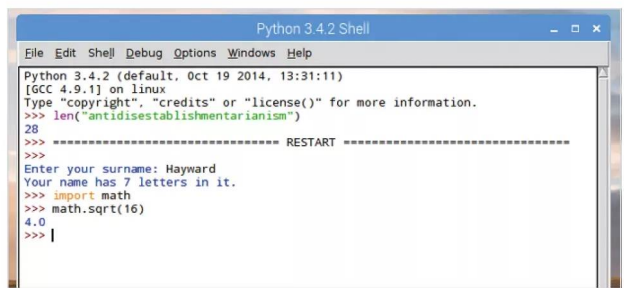 Python 3.4.2 Shell
File Edit Shell Debug Options Windows Help
Python 3.4.2 (default, Oct 19 2014, 13:31:11)
[GCC 4.9.1] on linux
Type "copyright", "credits" or "license()" for more information.
>>> len("antidisestablishmentarianism")
28
>>> ================================ RESTART ================================
>>>
Enter your surname: Hayward
Your name has 7 letters in it.
>>> import math
>>> math.sqrt(16)
4.0
>>>